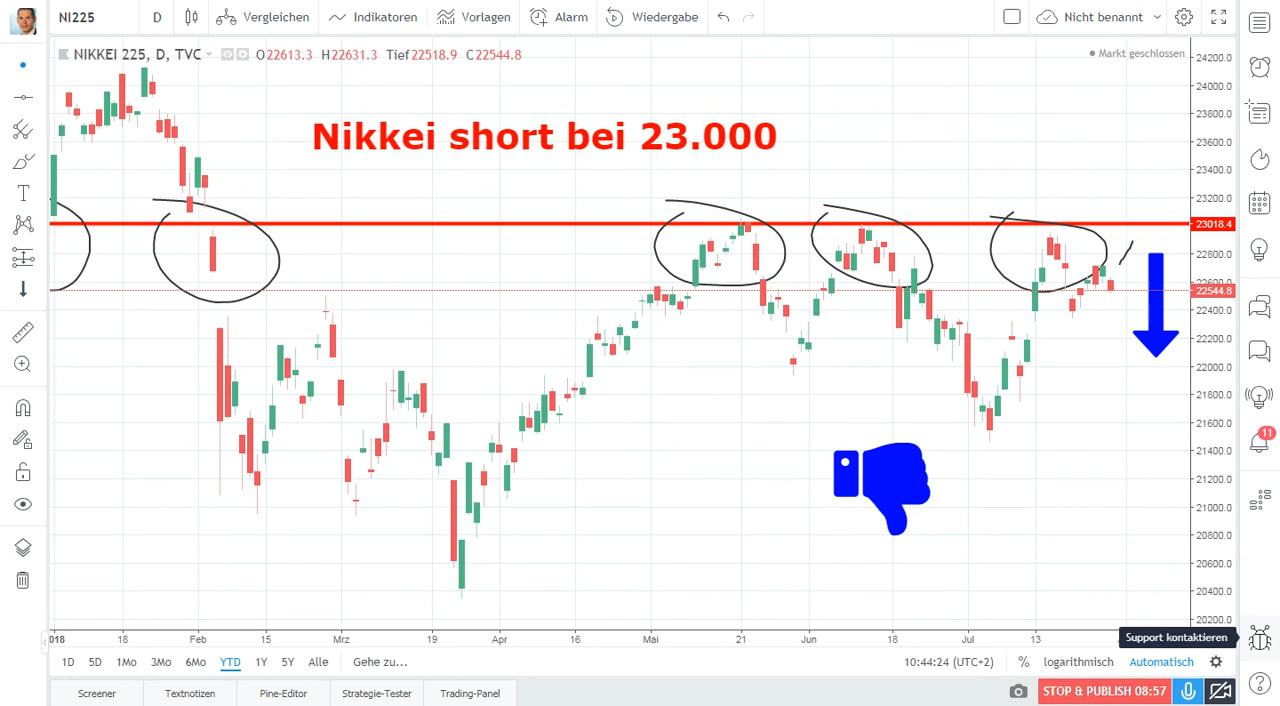 NI225 D Vergleichen Indikatoren Vorlagen Alarm Wiedergabe Nicht benannt
NIKKEI 225, D, TVC O22613.3 H22631.3 Tief22518.9 C22544.8
Markt geschlossen
Nikkei short bei 23.000
24200.0
24000.0
23800.0
23600.0
23400.0
23200.0
23018.4
22800.0
22600.0
22544.8
22400.0
22200.0
22000.0
21800.0
21600.0
21400.0
21200.0
21000.0
20800.0
20600.0
20400.0
20200.0
11
018 18 Feb 15 Mrz 19 Apr 16 Mai 21 Jun 18 Jul 13
Support kontaktieren
1D 5D 1Mo 3Mo 6Mo YTD 1Y 5Y Alle Gehe zu... 10:44:24 (UTC+2) % logarithmisch Automatisch
Screener Textnotizen Pine-Editor Strategie-Tester Trading-Panel STOP & PUBLISH 08:57